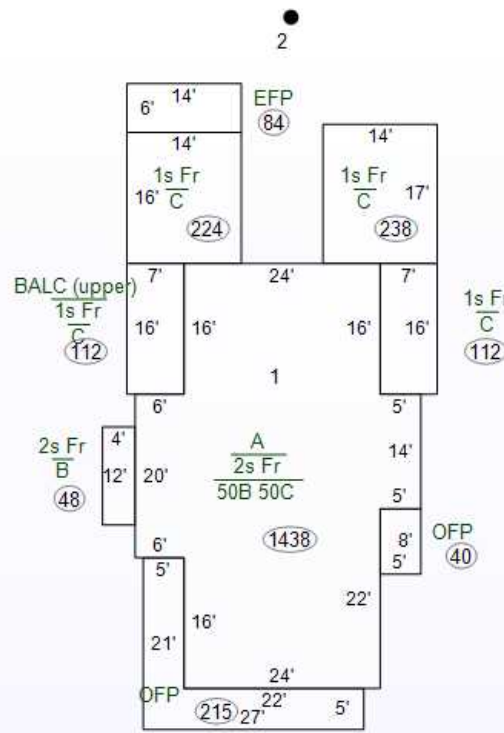 2
14'
6'
EFP
84
14'
14'
1s Fr
C
16'
1s Fr
C
17'
224
238
7'
24'
7'
BALC (upper)
1s Fr
C
16'
16'
16'
16'
1s Fr
C
112
112
1
6'
5'
4'
2s Fr
B
12'
20'
A
2s Fr
50B 50C
14'
48
5'
1438
8'
OFP
40
6'
5'
5'
22'
16'
21'
24'
OFP
215
22'
27'
5'